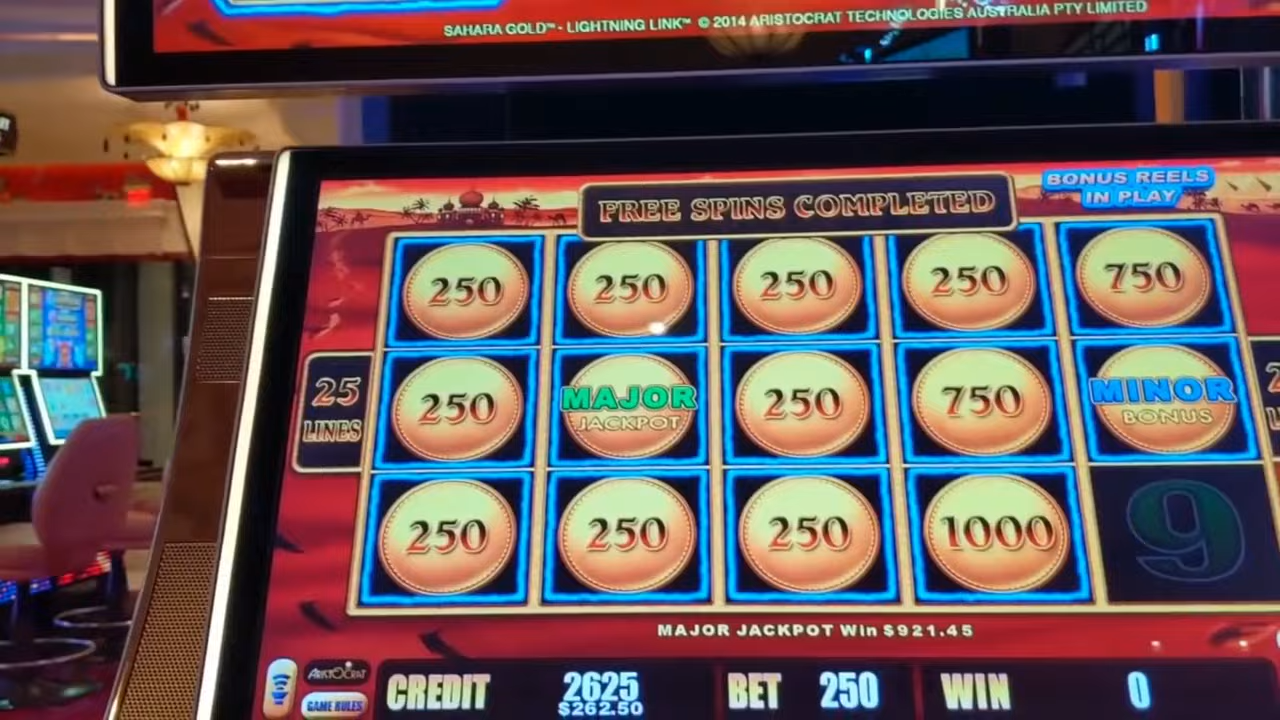 SAHARA GOLD™ - LIGHTNING LINK™ © 2014 ARISTOCRAT TECHNOLOGIES AUSTRALIA PTY LIMITED
FREE SPINS COMPLETED
BONUS REELS
IN PLAY
250 250 250 250 750
25
LINES
250 MAJOR
JACKPOT 250 750 MINOR
BONUS
250 250 250 1000 9
MAJOR JACKPOT Win $921.45
ARISTOCRAT
GAME RULES
CREDIT 2625
$262.50
BET 250 WIN 0